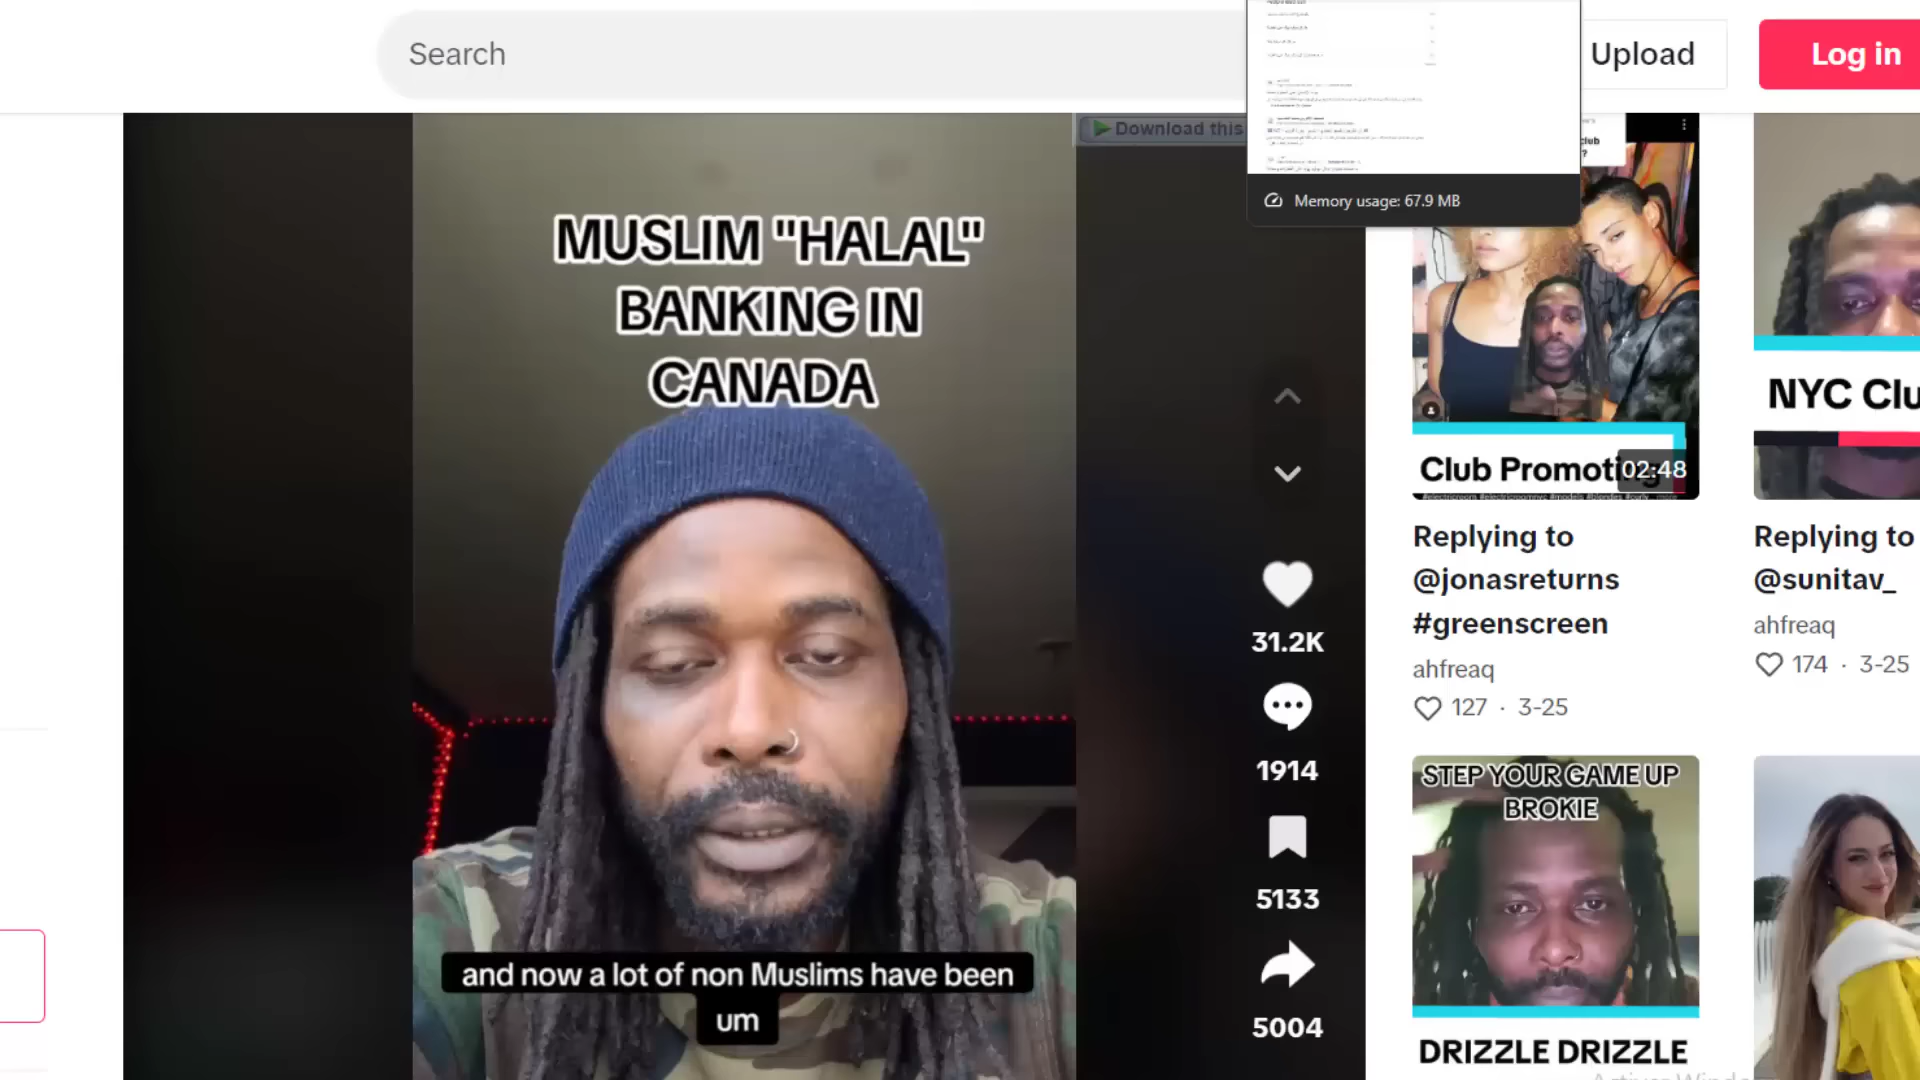 Search
Upload
Log in
Download this
Memory usage: 67.9 MB
MUSLIM "HALAL"
BANKING IN
CANADA
and now a lot of non Muslims have been
um
31.2K
1914
5133
5004
club
?
Club Promoting
02:48
Replying to
@jonasreturns
#greenscreen
ahfreaq
127 · 3-25
NYC Clu
Replying to
@sunitav_
ahfreaq
174 · 3-25
STEP YOUR GAME UP
BROKIE
DRIZZLE DRIZZLE